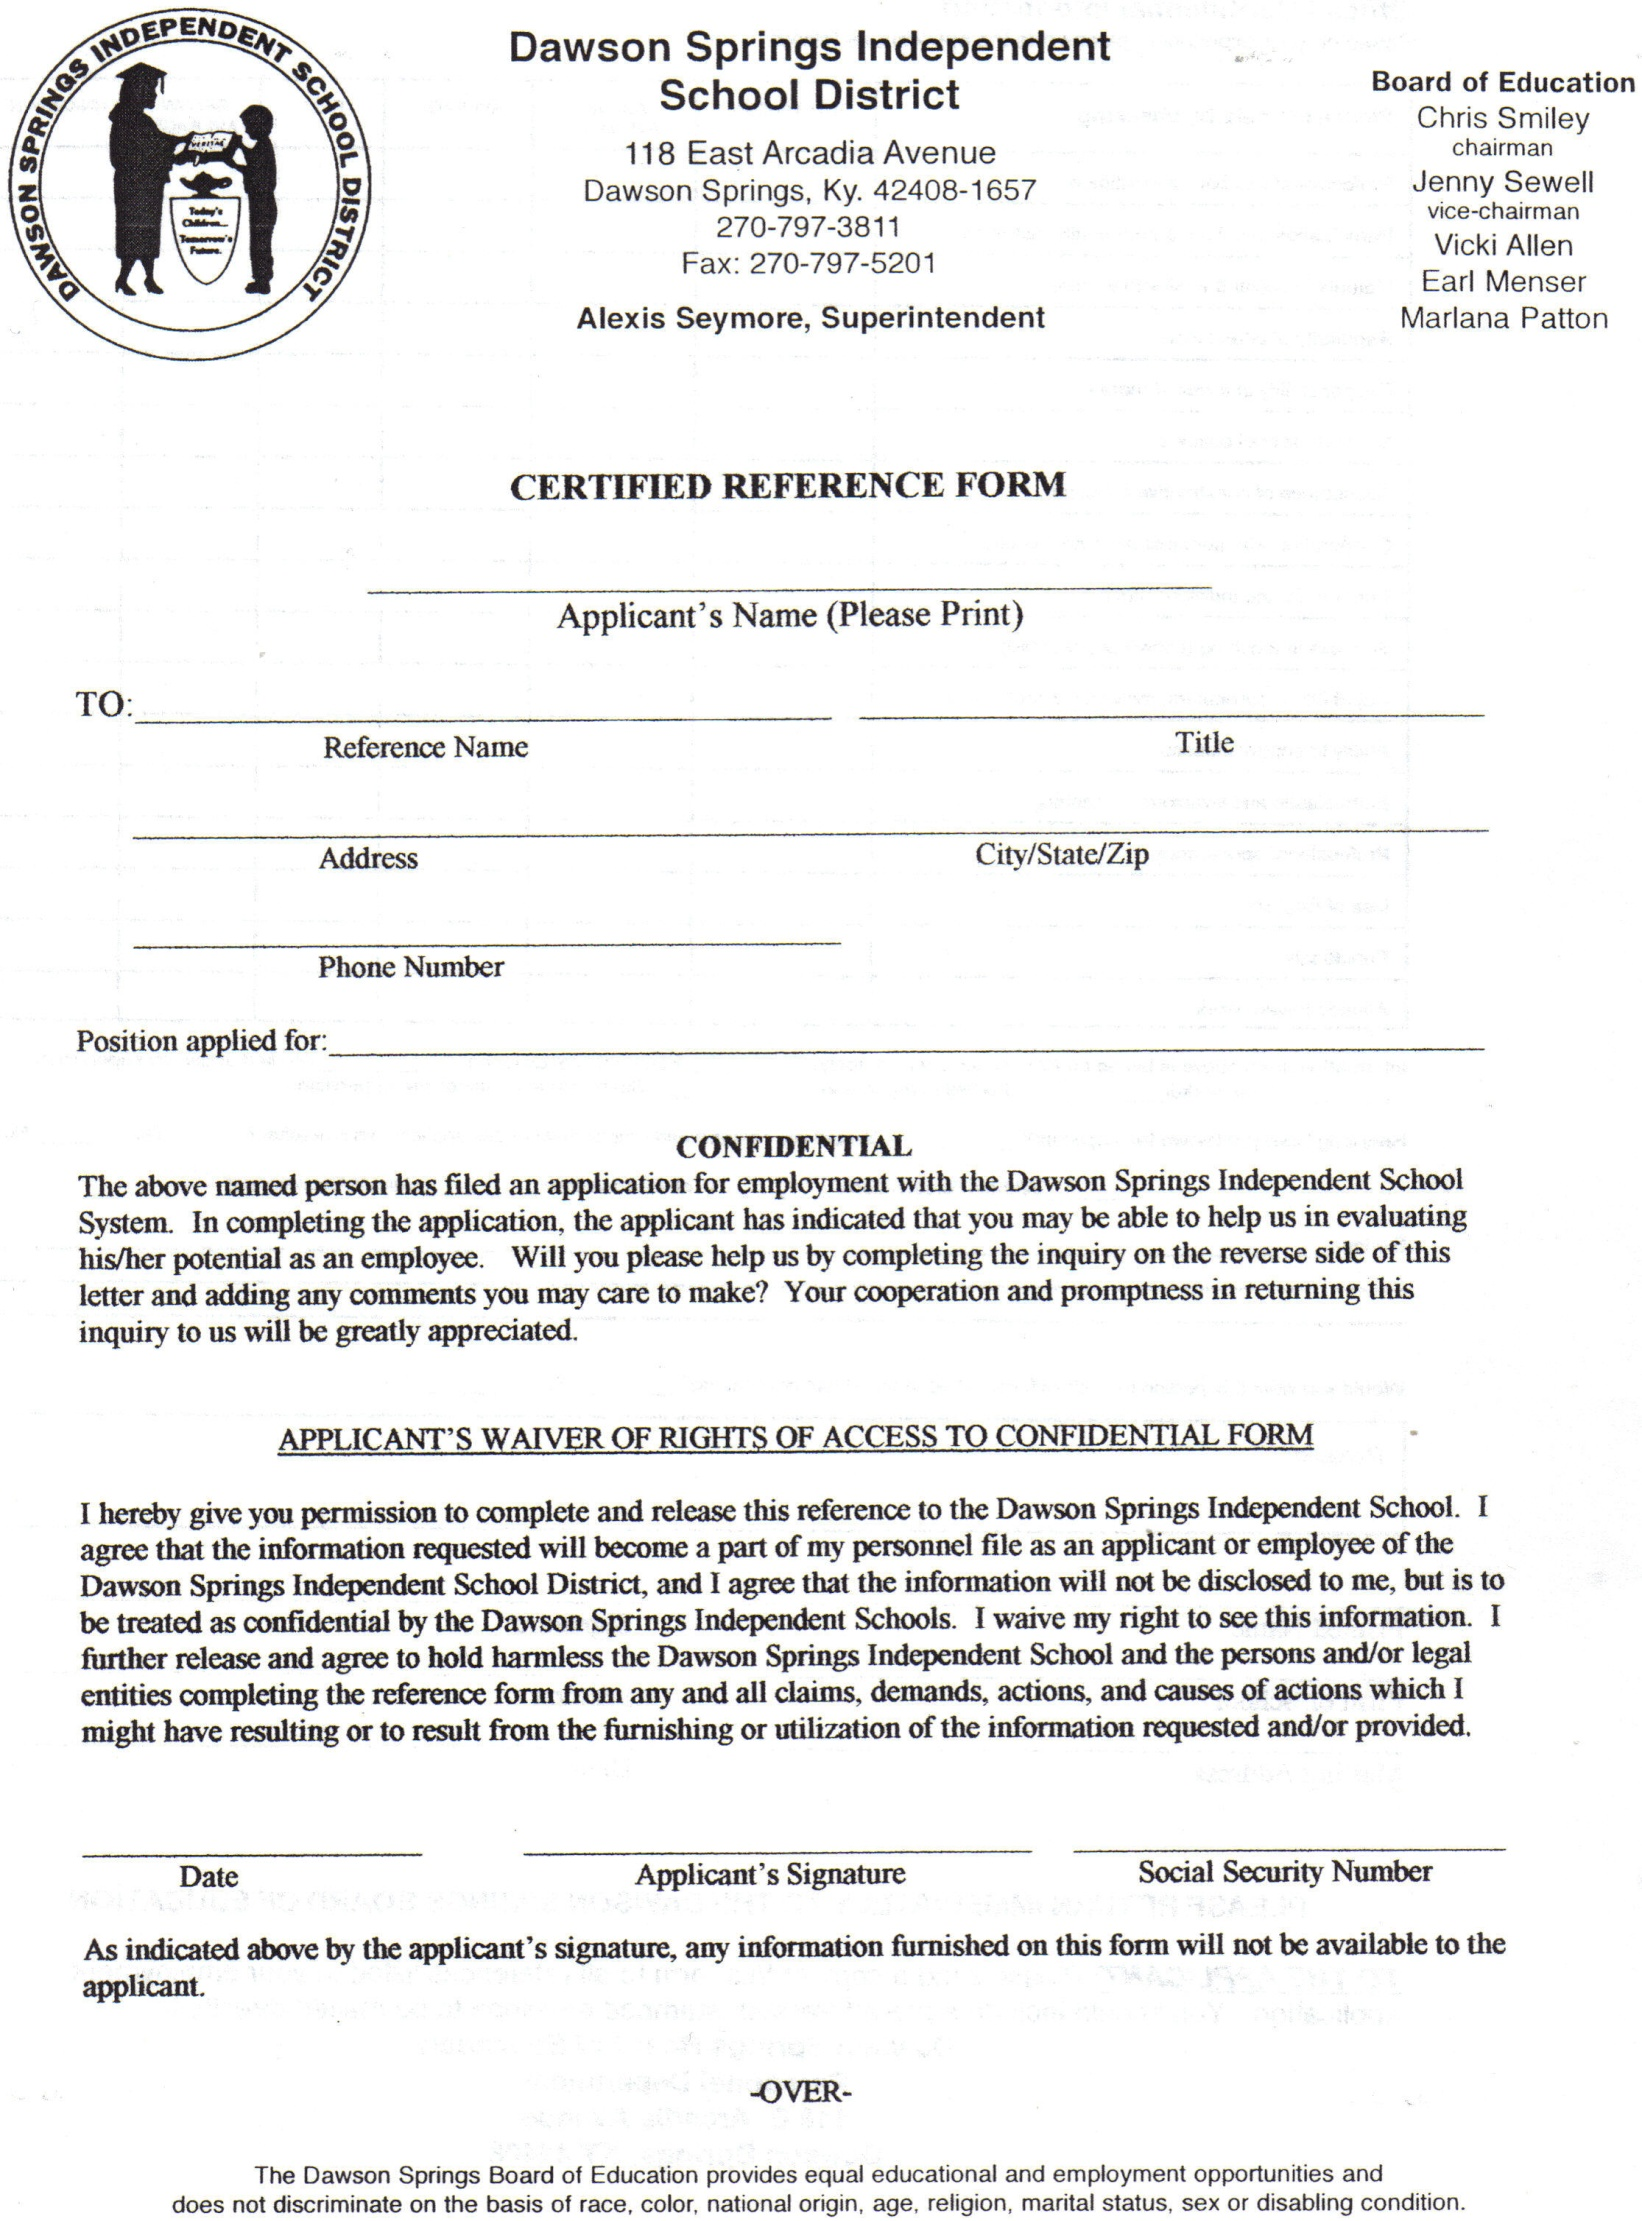 DAWSON SPRINGS INDEPENDENT SCHOOL DISTRICT
VERITAS
Today's
Children...
Tomorrow's
Future.
Dawson Springs Independent
School District
118 East Arcadia Avenue
Dawson Springs, Ky. 42408-1657
270-797-3811
Fax: 270-797-5201
Alexis Seymore, Superintendent
Board of Education
Chris Smiley
chairman
Jenny Sewell
vice-chairman
Vicki Allen
Earl Menser
Marlana Patton
CERTIFIED REFERENCE FORM
Applicant's Name (Please Print)
TO:
Reference Name Title
Address City/State/Zip
Phone Number
Position applied for:
CONFIDENTIAL
The above named person has filed an application for employment with the Dawson Springs Independent School
System. In completing the application, the applicant has indicated that you may be able to help us in evaluating
his/her potential as an employee. Will you please help us by completing the inquiry on the reverse side of this
letter and adding any comments you may care to make? Your cooperation and promptness in returning this
inquiry to us will be greatly appreciated.
APPLICANT'S WAIVER OF RIGHTS OF ACCESS TO CONFIDENTIAL FORM
I hereby give you permission to complete and release this reference to the Dawson Springs Independent School. I
agree that the information requested will become a part of my personnel file as an applicant or employee of the
Dawson Springs Independent School District, and I agree that the information will not be disclosed to me, but is to
be treated as confidential by the Dawson Springs Independent Schools. I waive my right to see this information. I
further release and agree to hold harmless the Dawson Springs Independent School and the persons and/or legal
entities completing the reference form from any and all claims, demands, actions, and causes of actions which I
might have resulting or to result from the furnishing or utilization of the information requested and/or provided.
Date Applicant's Signature Social Security Number
As indicated above by the applicant's signature, any information furnished on this form will not be available to the
applicant.
-OVER-
The Dawson Springs Board of Education provides equal educational and employment opportunities and
does not discriminate on the basis of race, color, national origin, age, religion, marital status, sex or disabling condition.